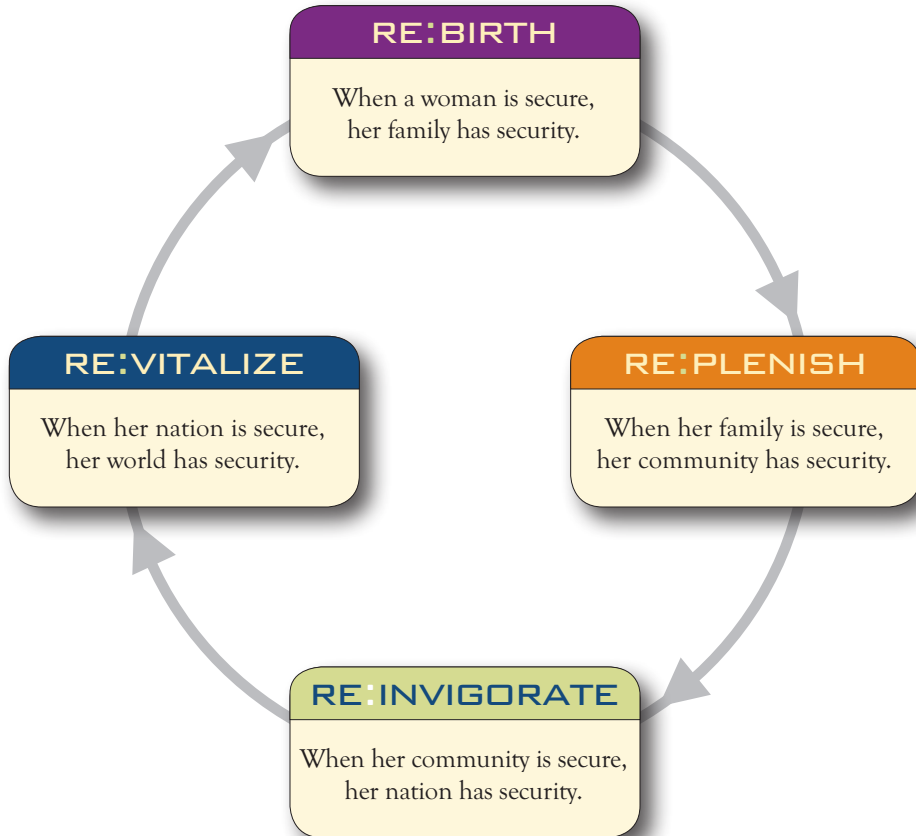 RE:BIRTH
When a woman is secure,
her family has security.
RE:PLENISH
When her family is secure,
her community has security.
RE:INVIGORATE
When her community is secure,
her nation has security.
RE:VITALIZE
When her nation is secure,
her world has security.